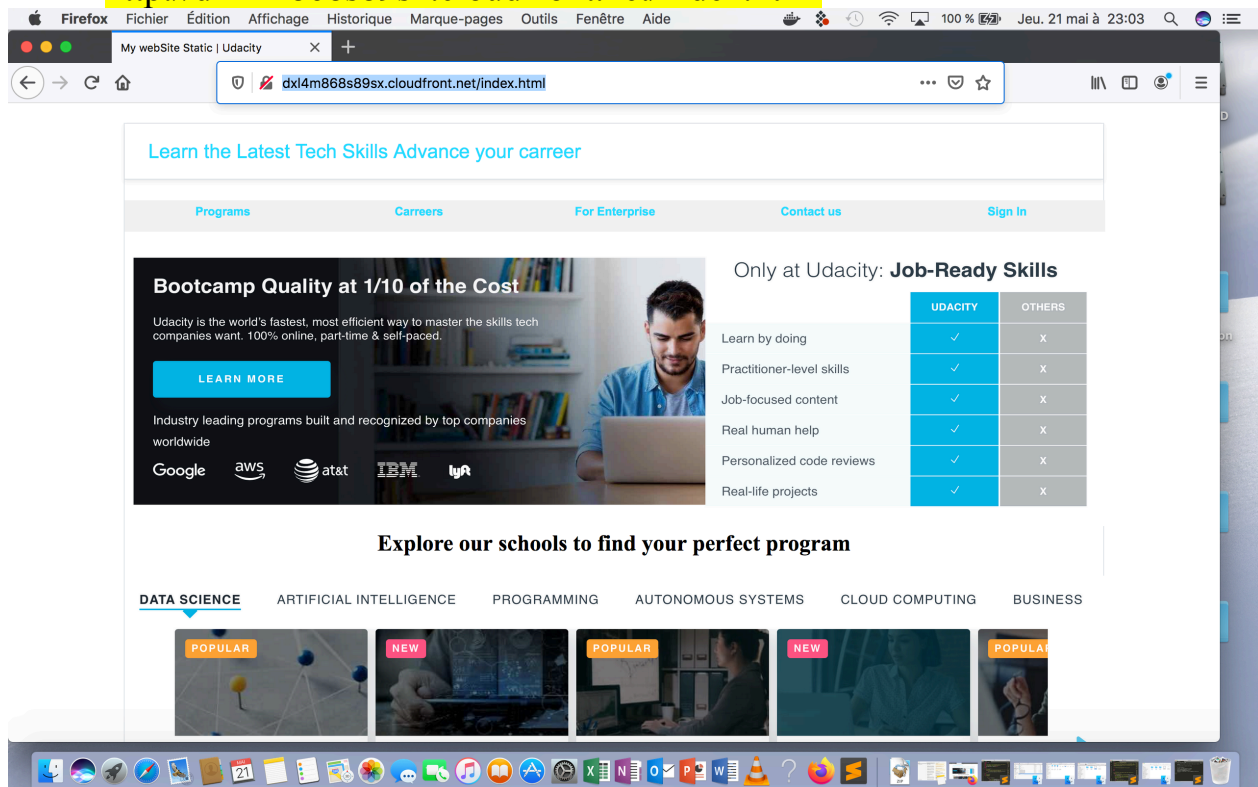 Firefox Fichier Édition Affichage Historique Marque-pages Outils Fenêtre Aide 100 % Jeu. 21 mai à 23:03
My webSite Static | Udacity
dxl4m868s89sx.cloudfront.net/index.html
Learn the Latest Tech Skills Advance your carreer
Programs Carreers For Enterprise Contact us Sign In
Bootcamp Quality at 1/10 of the Cost
Udacity is the world's fastest, most efficient way to master the skills tech
companies want. 100% online, part-time & self-paced.
LEARN MORE
Industry leading programs built and recognized by top companies
worldwide
Google aws at&t IBM lyft
Only at Udacity: Job-Ready Skills
UDACITY OTHERS
Learn by doing ✓ x
Practitioner-level skills ✓ x
Job-focused content ✓ x
Real human help ✓ x
Personalized code reviews ✓ x
Real-life projects ✓ x
Explore our schools to find your perfect program
DATA SCIENCE ARTIFICIAL INTELLIGENCE PROGRAMMING AUTONOMOUS SYSTEMS CLOUD COMPUTING BUSINESS
POPULAR NEW POPULAR NEW POPULAR